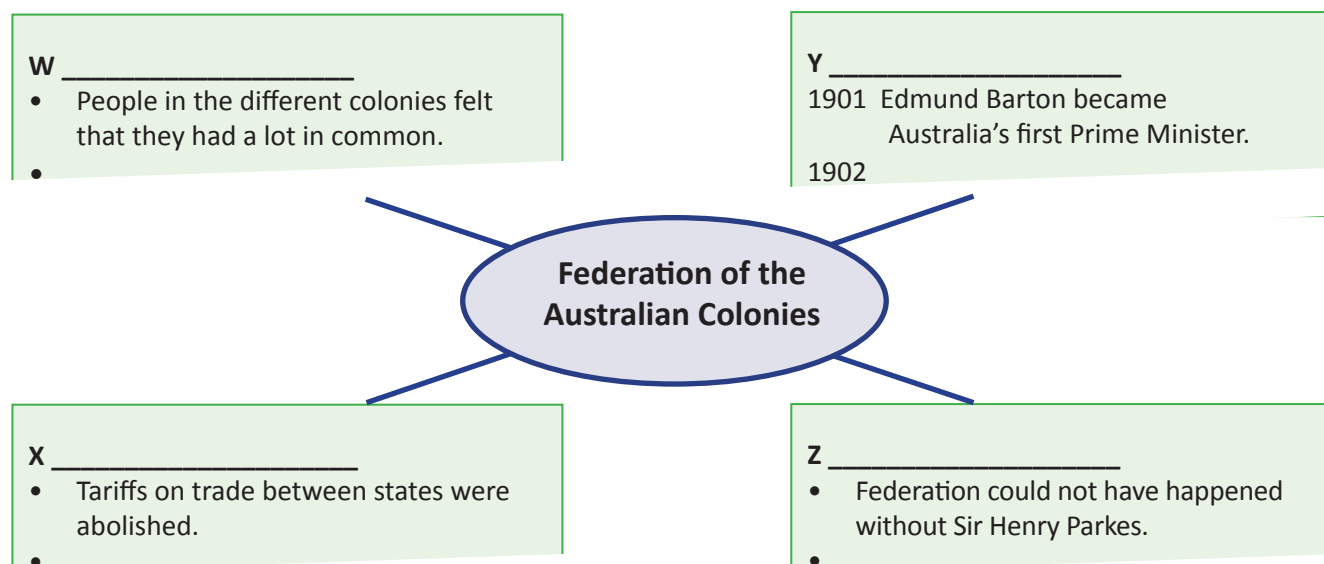 W ____________________
• People in the different colonies felt
that they had a lot in common.
•
Y ____________________
1901 Edmund Barton became
Australia’s first Prime Minister.
1902
Federation of the
Australian Colonies
X _____________________
• Tariffs on trade between states were
abolished.
•
Z ____________________
• Federation could not have happened
without Sir Henry Parkes.
•